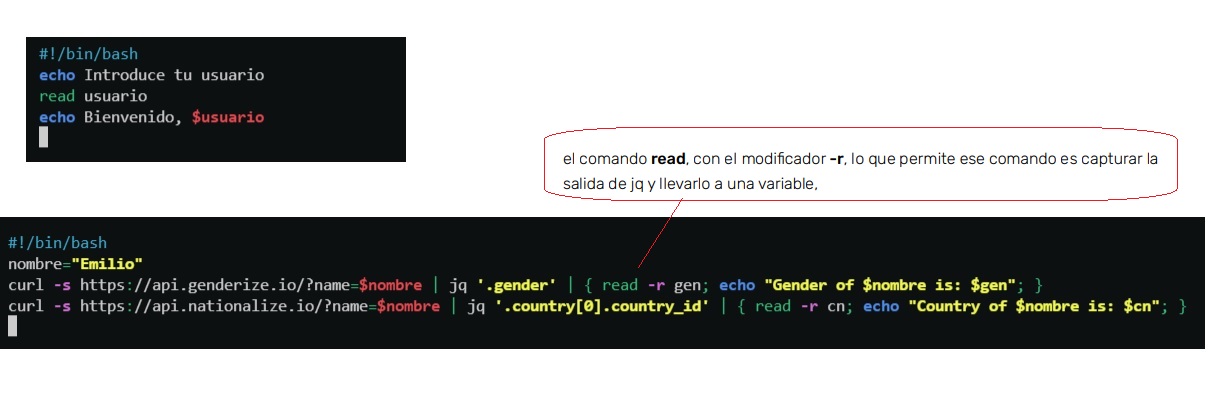 #!/bin/bash
echo Introduce tu usuario
read usuario
echo Bienvenido, $usuario
el comando read, con el modificador -r, lo que permite ese comando es capturar la
salida de jq y llevarlo a una variable,
#!/bin/bash
nombre="Emilio"
curl -s https://api.genderize.io/?name=$nombre | jq '.gender' | { read -r gen; echo "Gender of $nombre is: $gen"; }
curl -s https://api.nationalize.io/?name=$nombre | jq '.country[0].country_id' | { read -r cn; echo "Country of $nombre is: $cn"; }